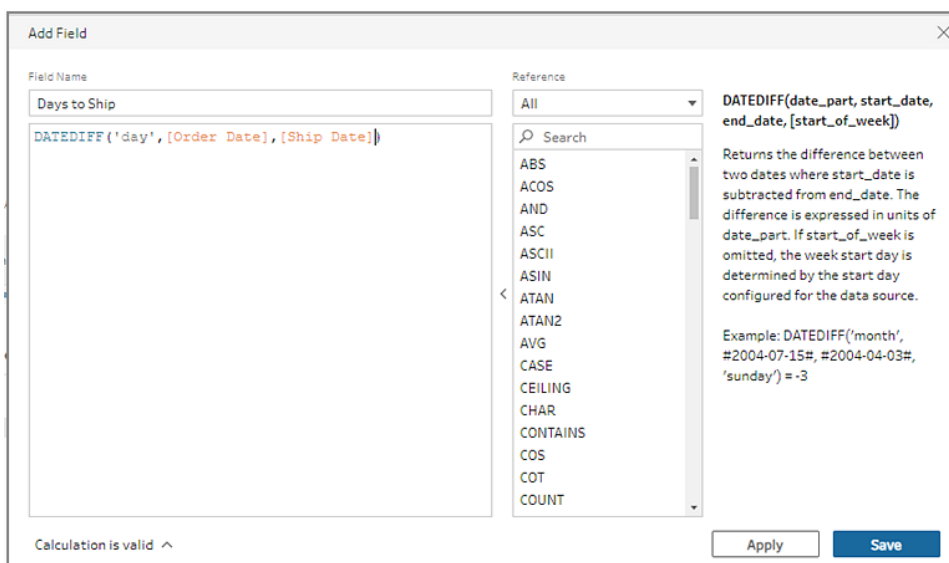 Add Field
Field Name
Days to Ship
DATEDIFF('day',[Order Date],[Ship Date])
Calculation is valid
Reference
All
Search
ABS
ACOS
AND
ASC
ASCII
ASIN
ATAN
ATAN2
AVG
CASE
CEILING
CHAR
CONTAINS
COS
COT
COUNT
DATEDIFF(date_part, start_date,
end_date, [start_of_week])
Returns the difference between
two dates where start_date is
subtracted from end_date. The
difference is expressed in units of
date_part. If start_of_week is
omitted, the week start day is
determined by the start day
configured for the data source.
Example: DATEDIFF('month',
#2004-07-15#, #2004-04-03#,
'sunday') = -3
Apply
Save